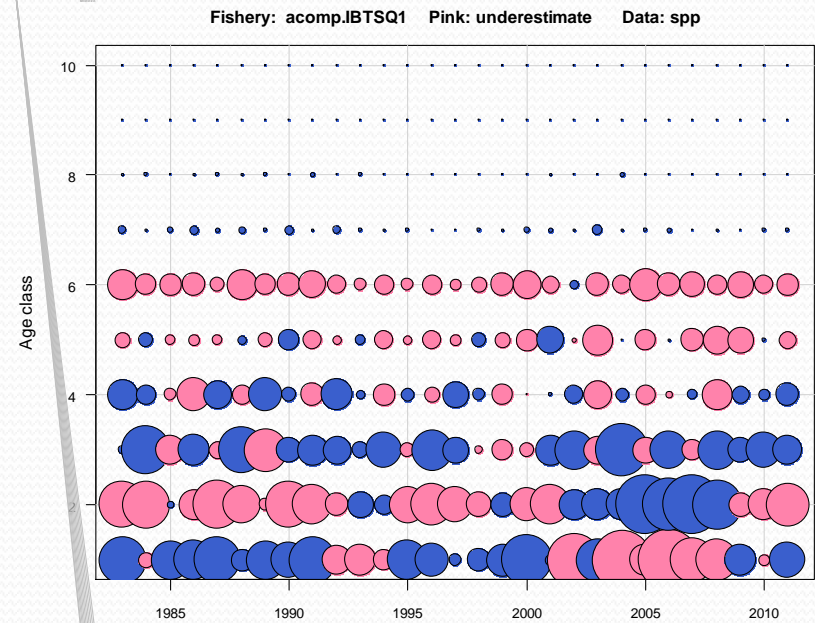 Fishery: acomp.IBTSQ1 Pink: underestimate Data: spp
10
8
6
4
2
Age class
1985 1990 1995 2000 2005 2010